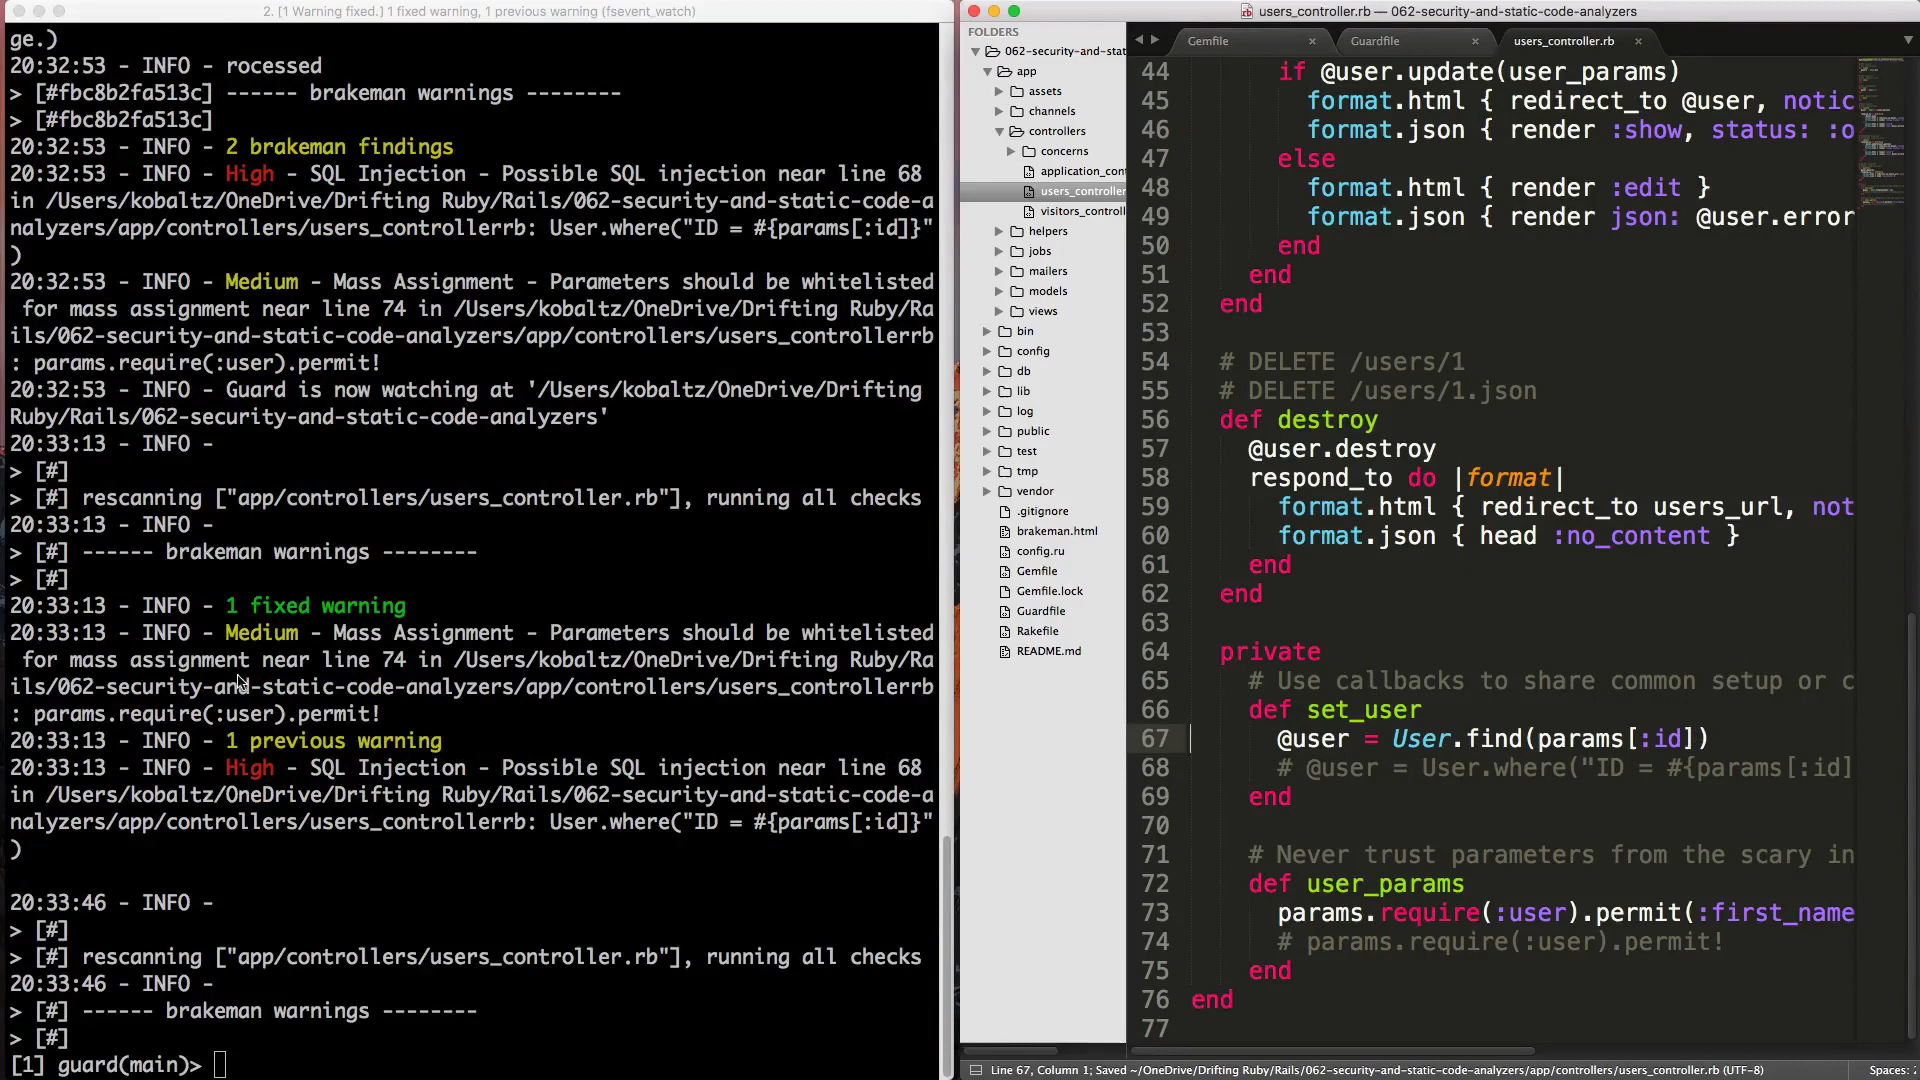 2. [1 Warning fixed.] 1 fixed warning, 1 previous warning (fsevent_watch)
ge.)
20:32:53 - INFO - rocessed
> [#fbc8b2fa513c] ------ brakeman warnings --------
> [#fbc8b2fa513c]
20:32:53 - INFO - 2 brakeman findings
20:32:53 - INFO - High - SQL Injection - Possible SQL injection near line 68
in /Users/kobaltz/OneDrive/Drifting Ruby/Rails/062-security-and-static-code-a
nalyzers/app/controllers/users_controllerrb: User.where("ID = #{params[:id]}"
)
20:32:53 - INFO - Medium - Mass Assignment - Parameters should be whitelisted
for mass assignment near line 74 in /Users/kobaltz/OneDrive/Drifting Ruby/Ra
ils/062-security-and-static-code-analyzers/app/controllers/users_controllerrb
: params.require(:user).permit!
20:32:53 - INFO - Guard is now watching at '/Users/kobaltz/OneDrive/Drifting
Ruby/Rails/062-security-and-static-code-analyzers'
20:33:13 - INFO -
> [#]
> [#] rescanning ["app/controllers/users_controller.rb"], running all checks
20:33:13 - INFO -
> [#] ------ brakeman warnings --------
> [#]
20:33:13 - INFO - 1 fixed warning
20:33:13 - INFO - Medium - Mass Assignment - Parameters should be whitelisted
for mass assignment near line 74 in /Users/kobaltz/OneDrive/Drifting Ruby/Ra
ils/062-security-and-static-code-analyzers/app/controllers/users_controllerrb
: params.require(:user).permit!
20:33:13 - INFO - 1 previous warning
20:33:13 - INFO - High - SQL Injection - Possible SQL injection near line 68
in /Users/kobaltz/OneDrive/Drifting Ruby/Rails/062-security-and-static-code-a
nalyzers/app/controllers/users_controllerrb: User.where("ID = #{params[:id]}"
)
20:33:46 - INFO -
> [#]
> [#] rescanning ["app/controllers/users_controller.rb"], running all checks
20:33:46 - INFO -
> [#] ------ brakeman warnings --------
> [#]
[1] guard(main)>
users_controller.rb — 062-security-and-static-code-analyzers
FOLDERS
062-security-and-stat
app
assets
channels
controllers
concerns
application_con
users_controller
visitors_controll
helpers
jobs
mailers
models
views
bin
config
db
lib
log
public
test
tmp
vendor
.gitignore
brakeman.html
config.ru
Gemfile
Gemfile.lock
Guardfile
Rakefile
README.md
Gemfile
Guardfile
users_controller.rb
44 if @user.update(user_params)
45 format.html { redirect_to @user, notic
46 format.json { render :show, status: :o
47 else
48 format.html { render :edit }
49 format.json { render json: @user.error
50 end
51 end
52 end
53
54 # DELETE /users/1
55 # DELETE /users/1.json
56 def destroy
57 @user.destroy
58 respond_to do |format|
59 format.html { redirect_to users_url, not
60 format.json { head :no_content }
61 end
62 end
63
64 private
65 # Use callbacks to share common setup or c
66 def set_user
67 @user = User.find(params[:id])
68 # @user = User.where("ID = #{params[:id]
69 end
70
71 # Never trust parameters from the scary in
72 def user_params
73 params.require(:user).permit(:first_name
74 # params.require(:user).permit!
75 end
76 end
77
Line 67, Column 1; Saved ~/OneDrive/Drifting Ruby/Rails/062-security-and-static-code-analyzers/app/controllers/users_controller.rb (UTF-8)
Spaces: